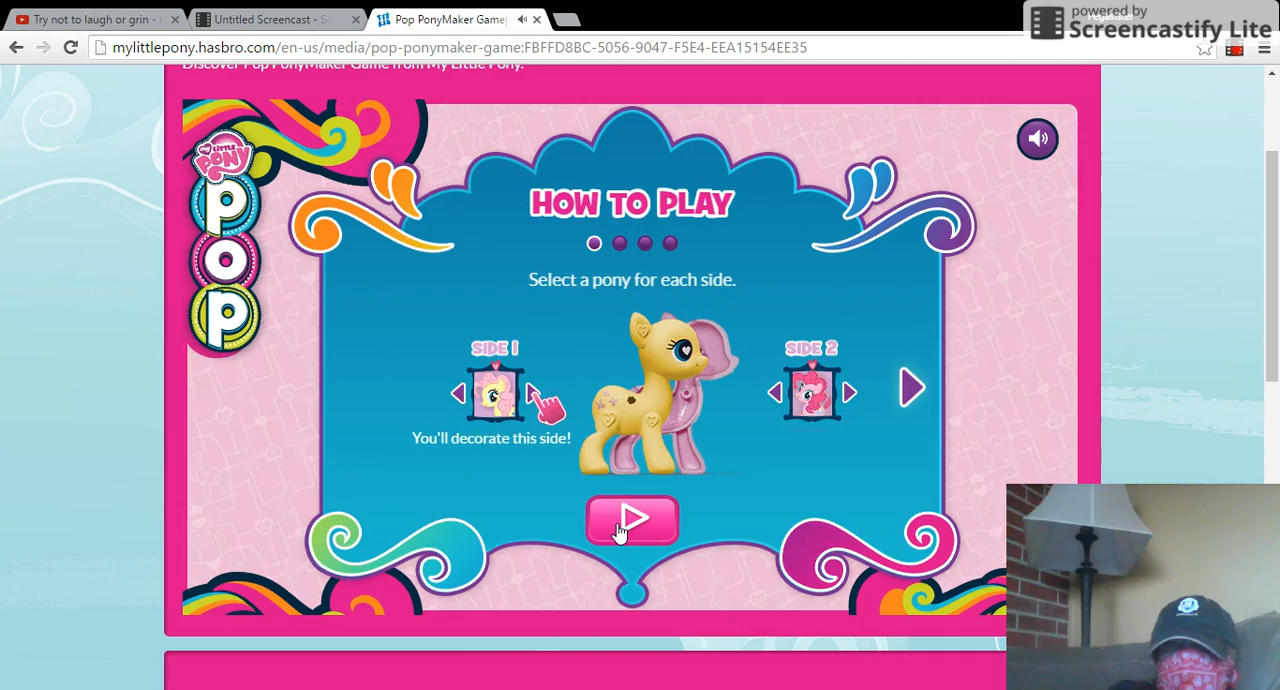 Try not to laugh or grin -
Untitled Screencast - S
Pop PonyMaker Game
powered by
Screencastify Lite
mylittlepony.hasbro.com/en-us/media/pop-ponymaker-game:FBFFD8BC-5056-9047-F5E4-EEA15154EE35
Discover Pop PonyMaker Game from My Little Pony.
MY LITTLE
PONY
POP
HOW TO PLAY
Select a pony for each side.
SIDE 1
SIDE 2
You'll decorate this side!